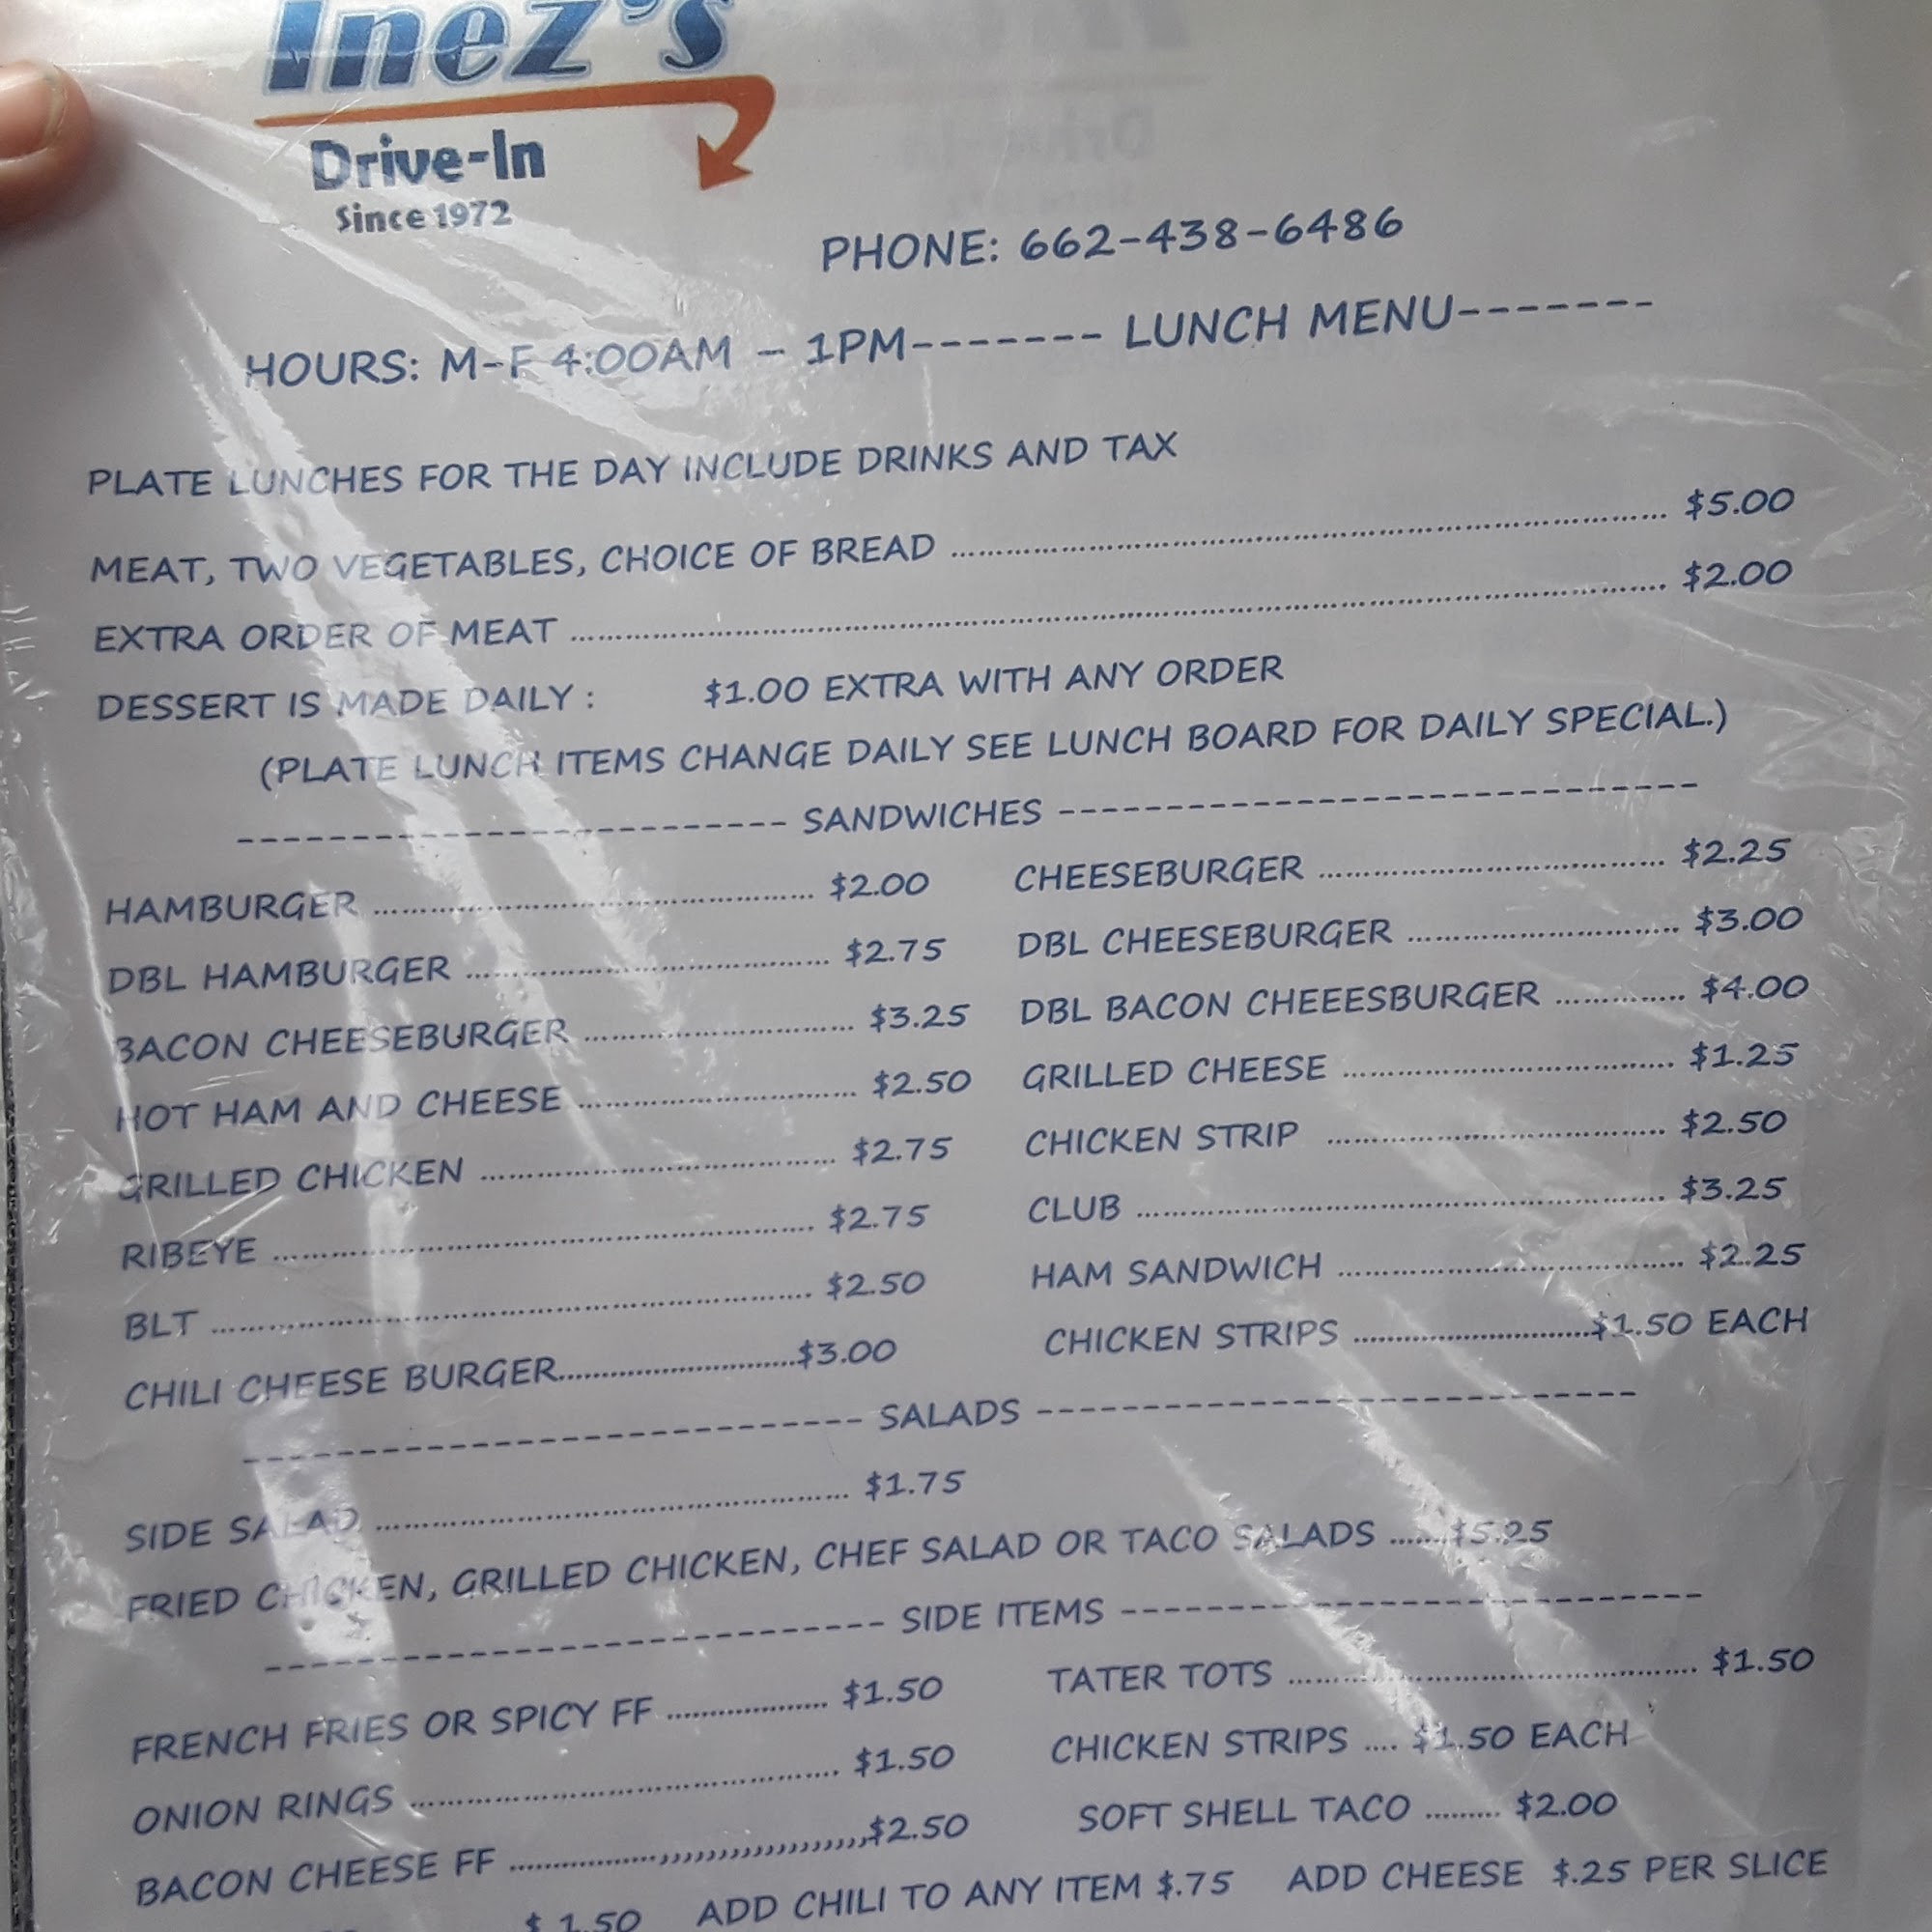 Inez's
Drive-In
Since 1972
PHONE: 662-438-6486
HOURS: M-F 4:00AM – 1PM------- LUNCH MENU-------
PLATE LUNCHES FOR THE DAY INCLUDE DRINKS AND TAX
MEAT, TWO VEGETABLES, CHOICE OF BREAD ........ $5.00
EXTRA ORDER OF MEAT ........ $2.00
DESSERT IS MADE DAILY : $1.00 EXTRA WITH ANY ORDER
(PLATE LUNCH ITEMS CHANGE DAILY SEE LUNCH BOARD FOR DAILY SPECIAL.)
------------------------- SANDWICHES -----------------------------
HAMBURGER ........ $2.00 CHEESEBURGER ........ $2.25
DBL HAMBURGER ........ $2.75 DBL CHEESEBURGER ........ $3.00
BACON CHEESEBURGER ........ $3.25 DBL BACON CHEEESBURGER ........ $4.00
HOT HAM AND CHEESE ........ $2.50 GRILLED CHEESE ........ $1.25
GRILLED CHICKEN ........ $2.75 CHICKEN STRIP ........ $2.50
RIBEYE ........ $2.75 CLUB ........ $3.25
BLT ........ $2.50 HAM SANDWICH ........ $2.25
CHILI CHEESE BURGER........$3.00 CHICKEN STRIPS ........$1.50 EACH
---------------------------- SALADS ----------------------------
SIDE SALAD ........ $1.75
FRIED CHICKEN, GRILLED CHICKEN, CHEF SALAD OR TACO SALADS ......$5.25
---------------------------- SIDE ITEMS ---------------------------
FRENCH FRIES OR SPICY FF ........ $1.50 TATER TOTS ........ $1.50
ONION RINGS ........ $1.50 CHICKEN STRIPS .... $1.50 EACH
BACON CHEESE FF ........,,,,,,,,$2.50 SOFT SHELL TACO ......... $2.00
$ 1.50 ADD CHILI TO ANY ITEM $.75 ADD CHEESE $.25 PER SLICE